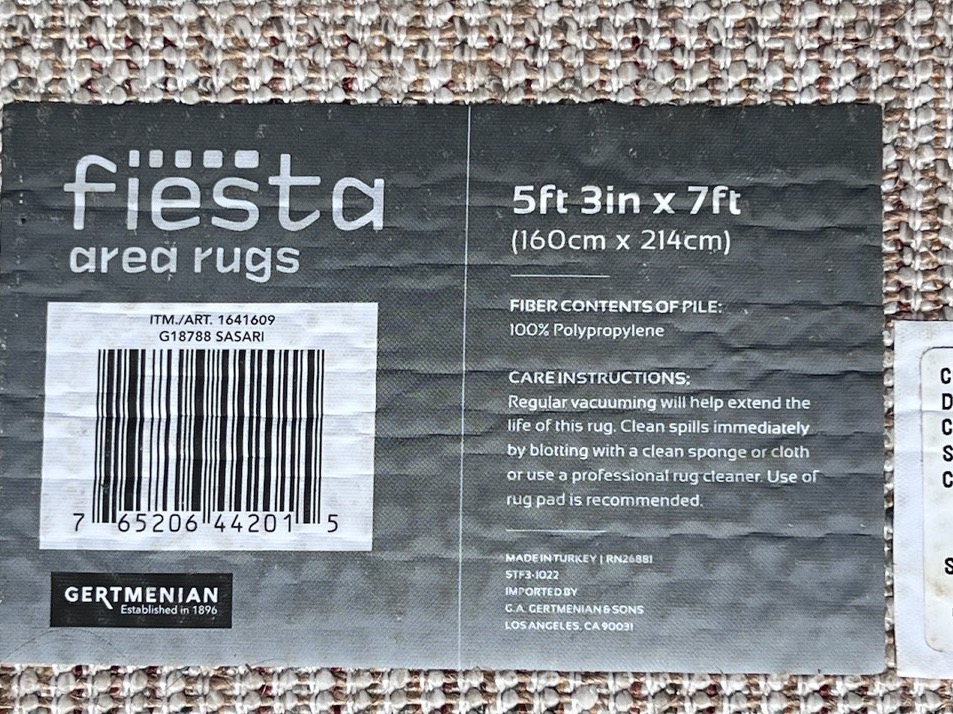 fiesta
area rugs
ITM./ART. 1641609
G18788 SASARI
7 65206 44201 5
GERTMENIAN
Established in 1896
5ft 3in x 7ft
(160cm x 214cm)
FIBER CONTENTS OF PILE:
100% Polypropylene
CARE INSTRUCTIONS:
Regular vacuuming will help extend the
life of this rug. Clean spills immediately
by blotting with a clean sponge or cloth
or use a professional rug cleaner. Use of
rug pad is recommended.
MADE IN TURKEY | RN26881
STF3-1022
IMPORTED BY
G.A. GERTMENIAN & SONS
LOS ANGELES, CA 90031
C
D
C
S
C
S